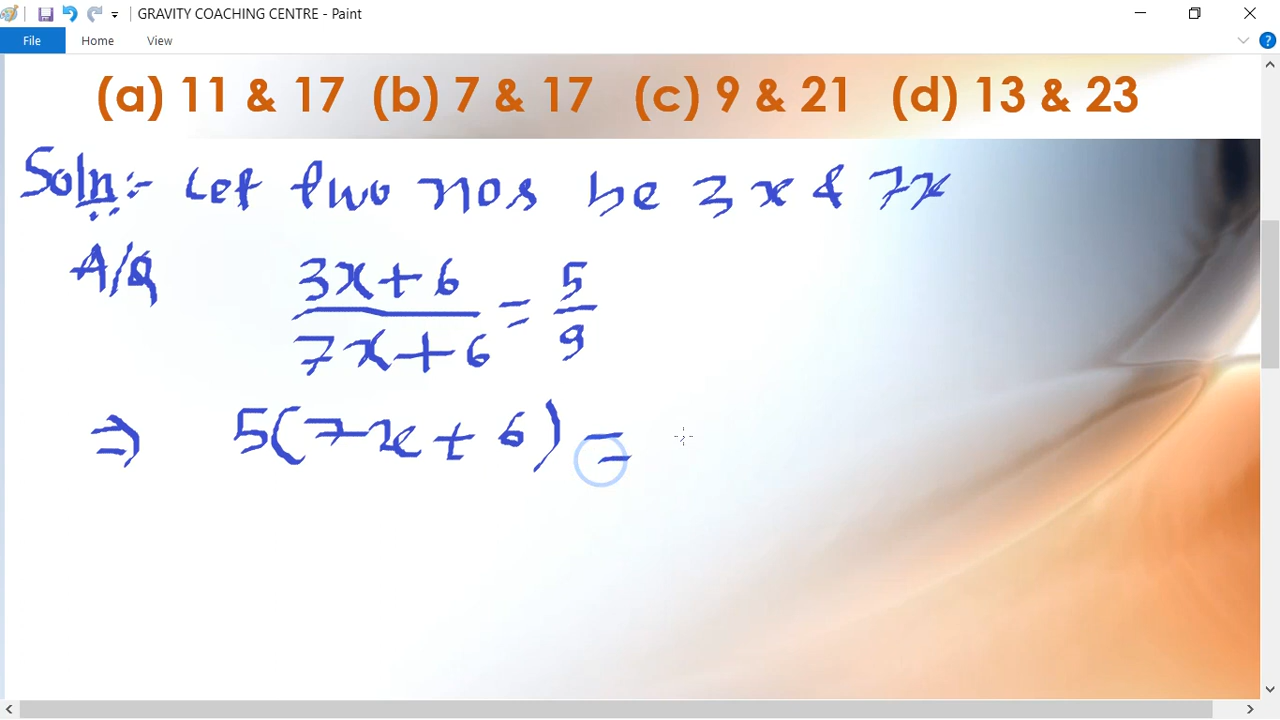 GRAVITY COACHING CENTRE - Paint
File Home View
(a) 11 & 17 (b) 7 & 17 (c) 9 & 21 (d) 13 & 23
Soln:- Let two nos be 3x & 7x
A/Q 3x+6/7x+6 = 5/9
⇒ 5(7x+6) =